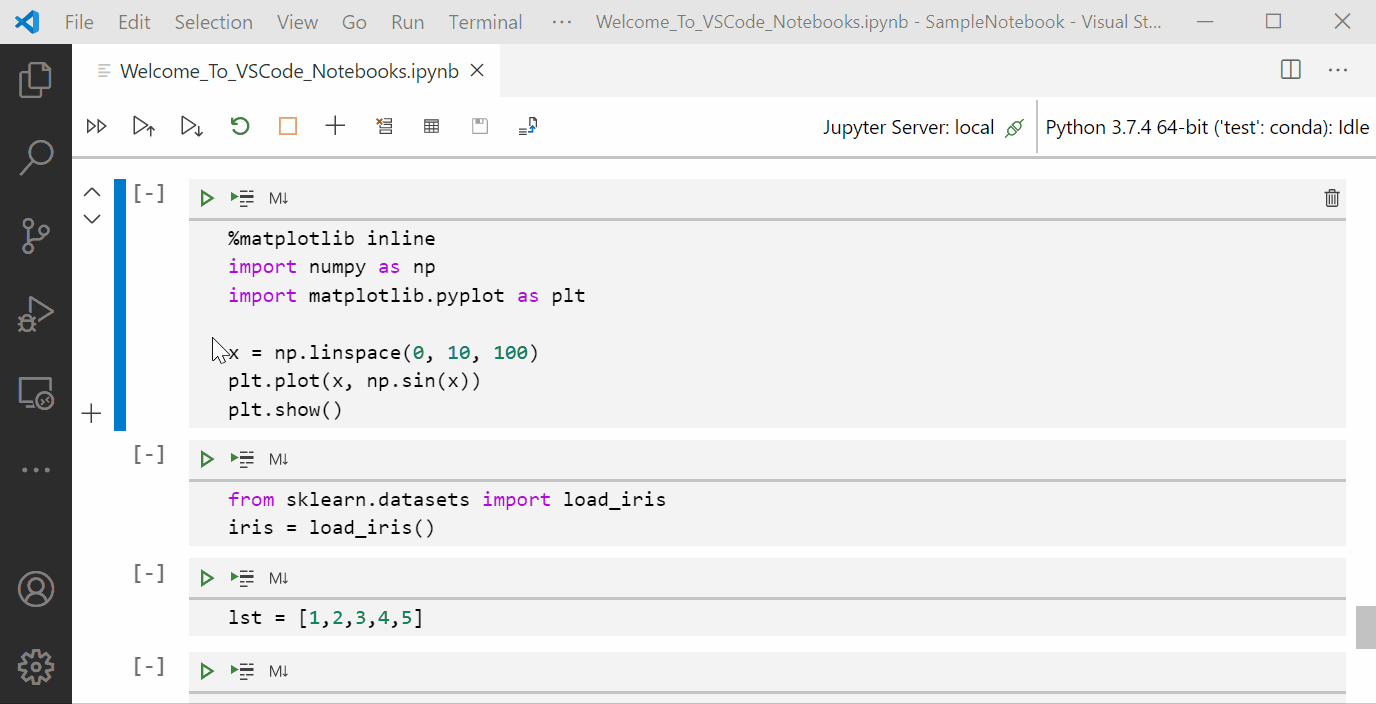 File Edit Selection View Go Run Terminal ··· Welcome_To_VSCode_Notebooks.ipynb - SampleNotebook - Visual St...
Welcome_To_VSCode_Notebooks.ipynb
Jupyter Server: local Python 3.7.4 64-bit ('test': conda): Idle
[-]
M↓
%matplotlib inline
import numpy as np
import matplotlib.pyplot as plt
x = np.linspace(0, 10, 100)
plt.plot(x, np.sin(x))
plt.show()
[-]
M↓
from sklearn.datasets import load_iris
iris = load_iris()
[-]
M↓
lst = [1,2,3,4,5]
[-]
M↓